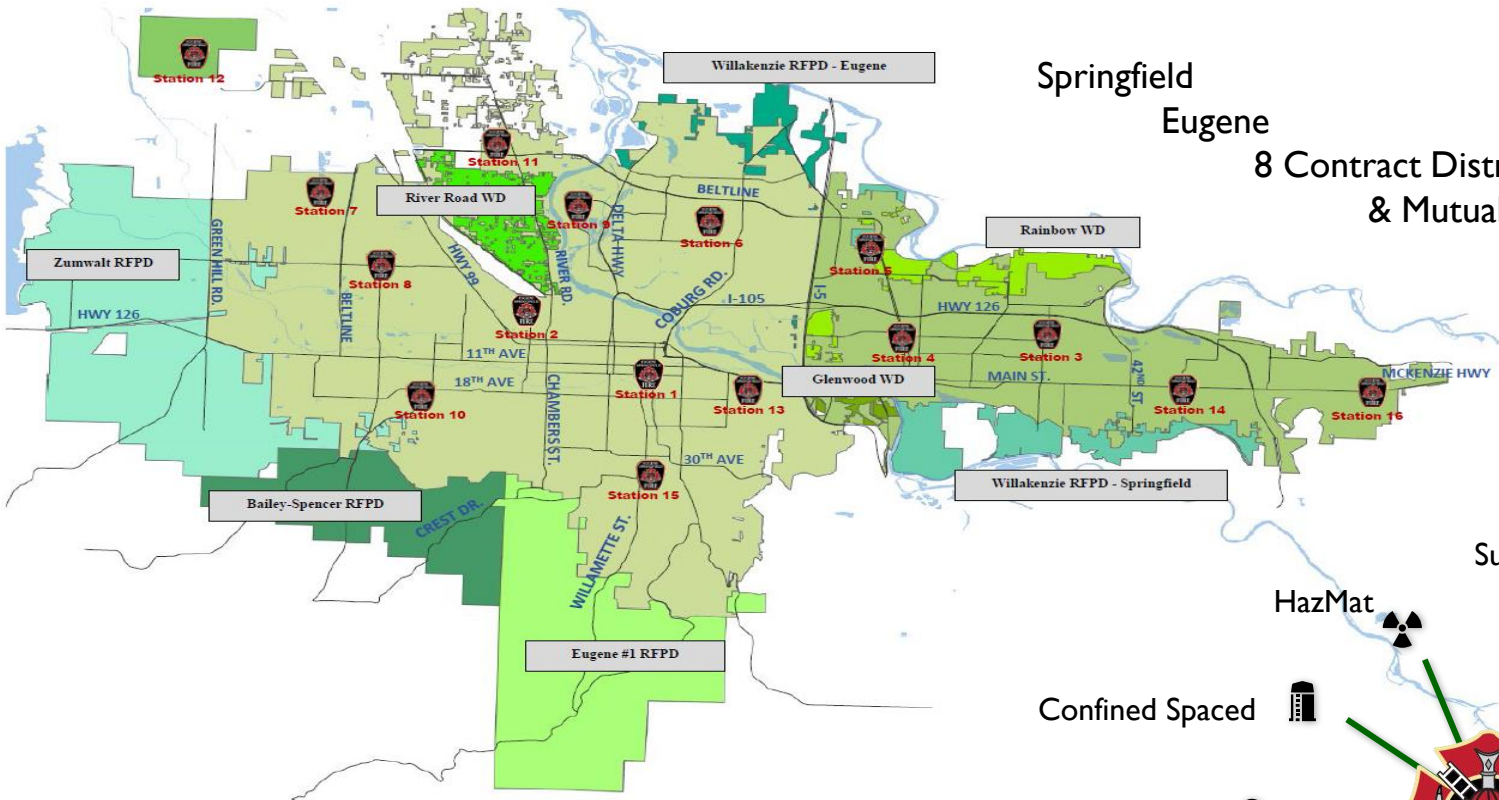 Springfield
Eugene
8 Contract Distr
& Mutua
Willakenzie RFPD - Eugene
Station 12
Station 11
BELTLINE
River Road WD
Station 7
Station 9
DELTA HWY
Station 6
Rainbow WD
Zumwalt RFPD
GREEN HILL RD.
Station 8
HWY 99
RIVER RD.
COBURG RD.
Station 5
I-5
HWY 126
BELTLINE
Station 2
I-105
HWY 126
Station 4
Station 3
11TH AVE
18TH AVE
CHAMBERS ST.
Station 10
Station 1
Station 13
Glenwood WD
MAIN ST.
42ND ST
Station 14
MCKENZIE HWY
Station 16
30TH AVE
Station 15
Bailey-Spencer RFPD
CREST DR.
WILLAMETTE ST.
Willakenzie RFPD - Springfield
Eugene #1 RFPD
Su
HazMat
Confined Spaced